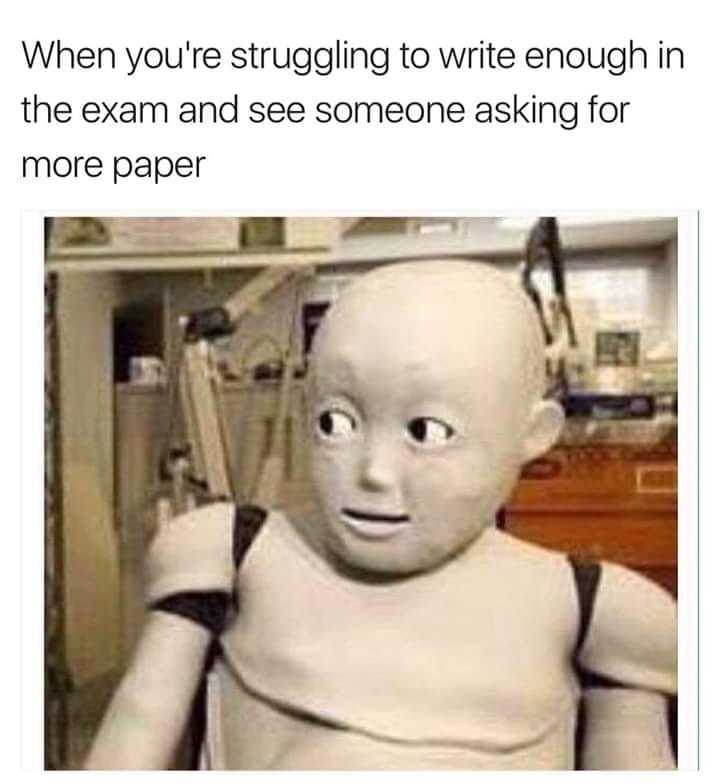 When you're struggling to write enough in
the exam and see someone asking for
more paper